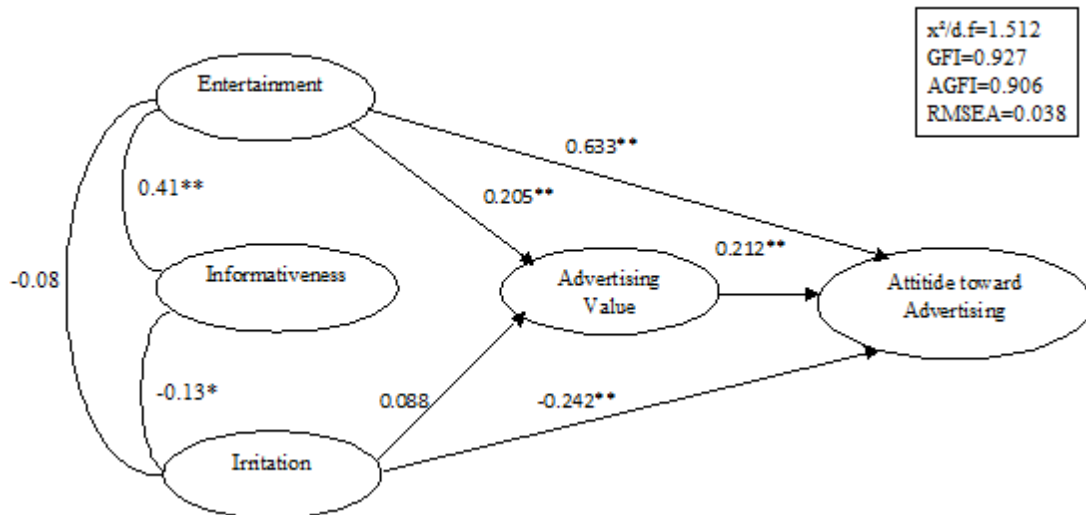 x²/d.f=1.512
GFI=0.927
AGFI=0.906
RMSEA=0.038
Entertainment
0.633**
0.41**
0.205**
0.212**
-0.08
Informativeness
Advertising
Value
Attitide toward
Advertising
-0.13*
0.088
-0.242**
Irritation